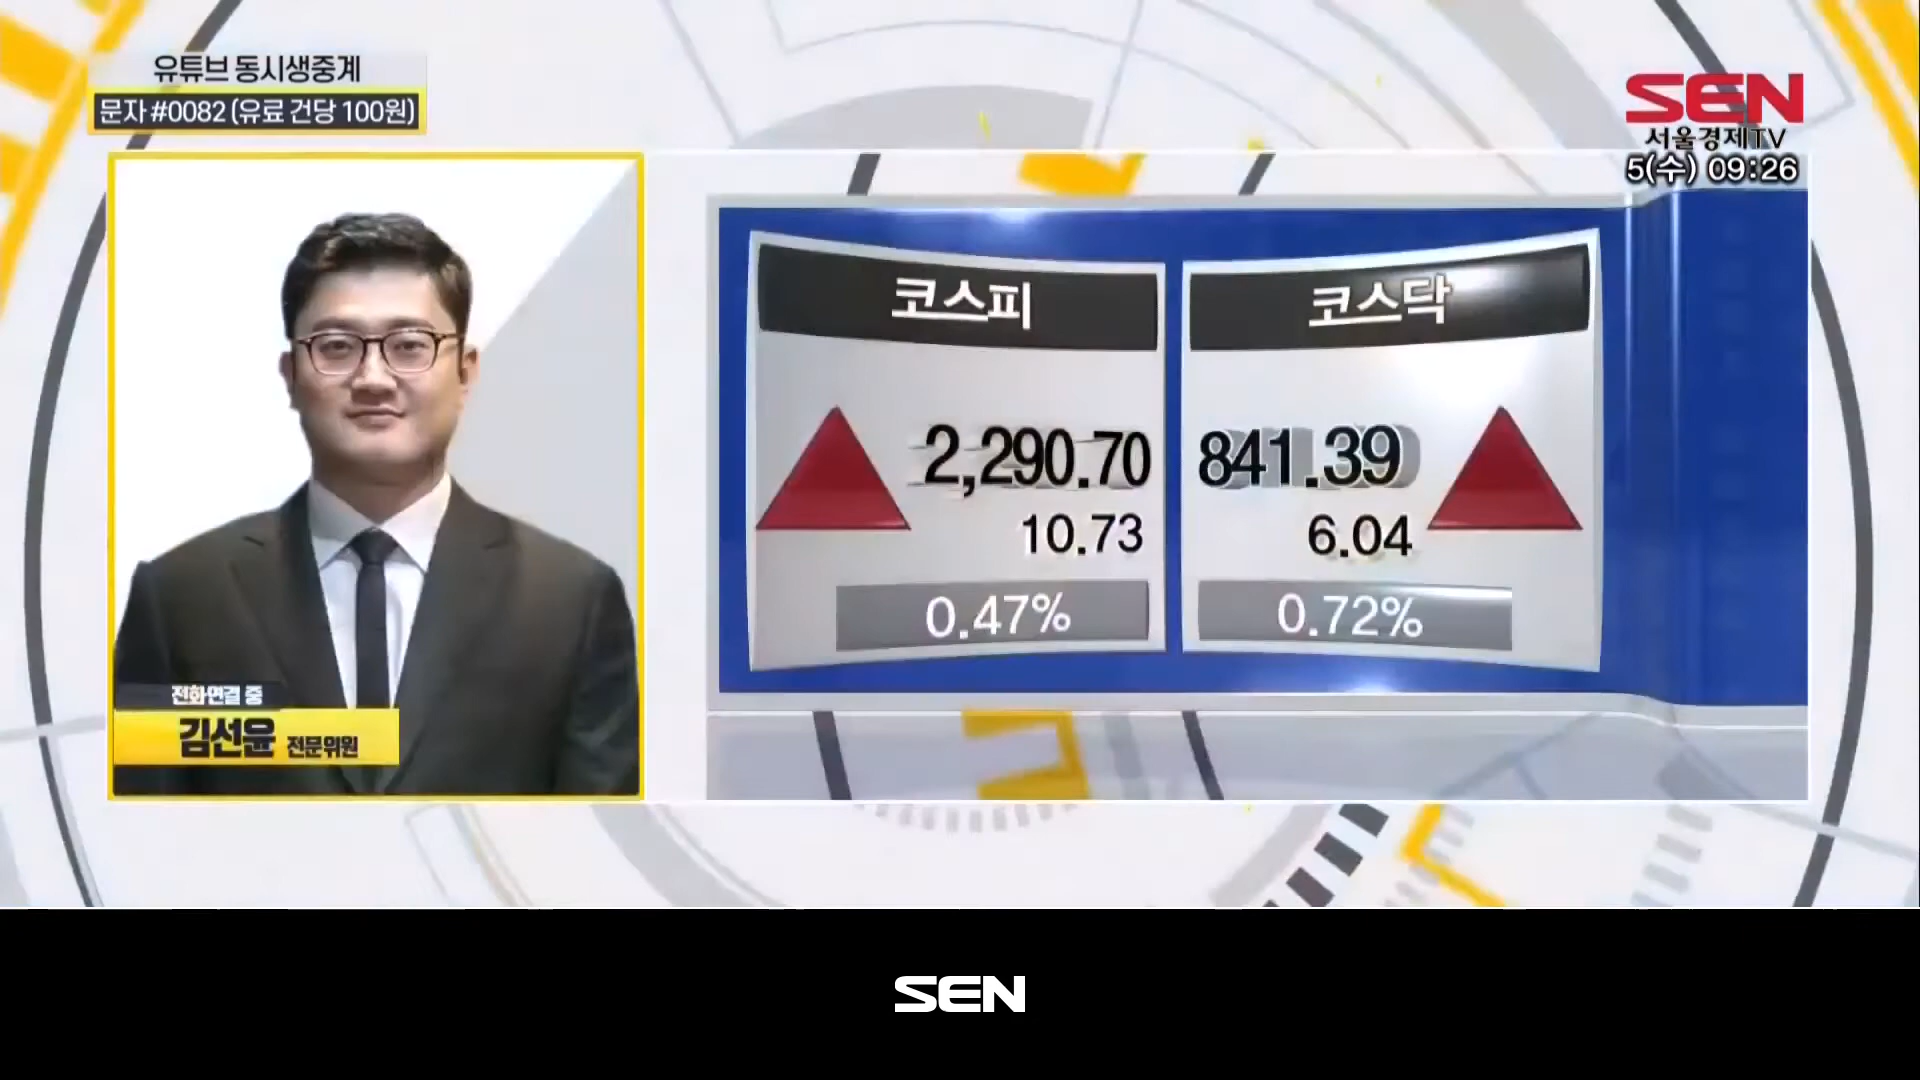 유튜브 동시생중계
문자 #0082 (유료 건당 100원)
SEN
서울경제TV
5(수) 09:26
코스피
2,290.70
10.73
0.47%
코스닥
841.39
6.04
0.72%
전화연결 중
김선윤 전문위원
SEN